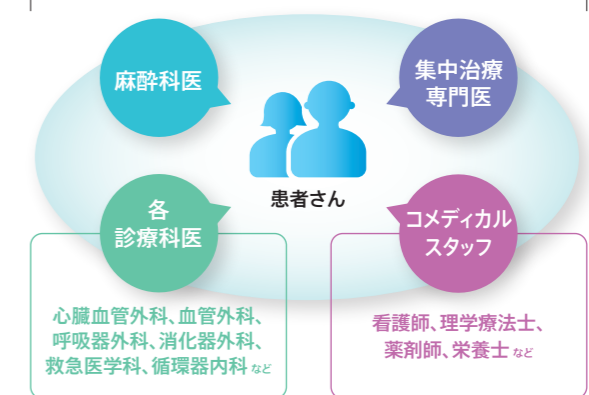 麻酔科医
集中治療
専門医
患者さん
各
診療科医
コメディカル
スタッフ
心臓血管外科、血管外科、
呼吸器外科、消化器外科、
救急医学科、循環器内科 など
看護師、理学療法士、
薬剤師、栄養士 など